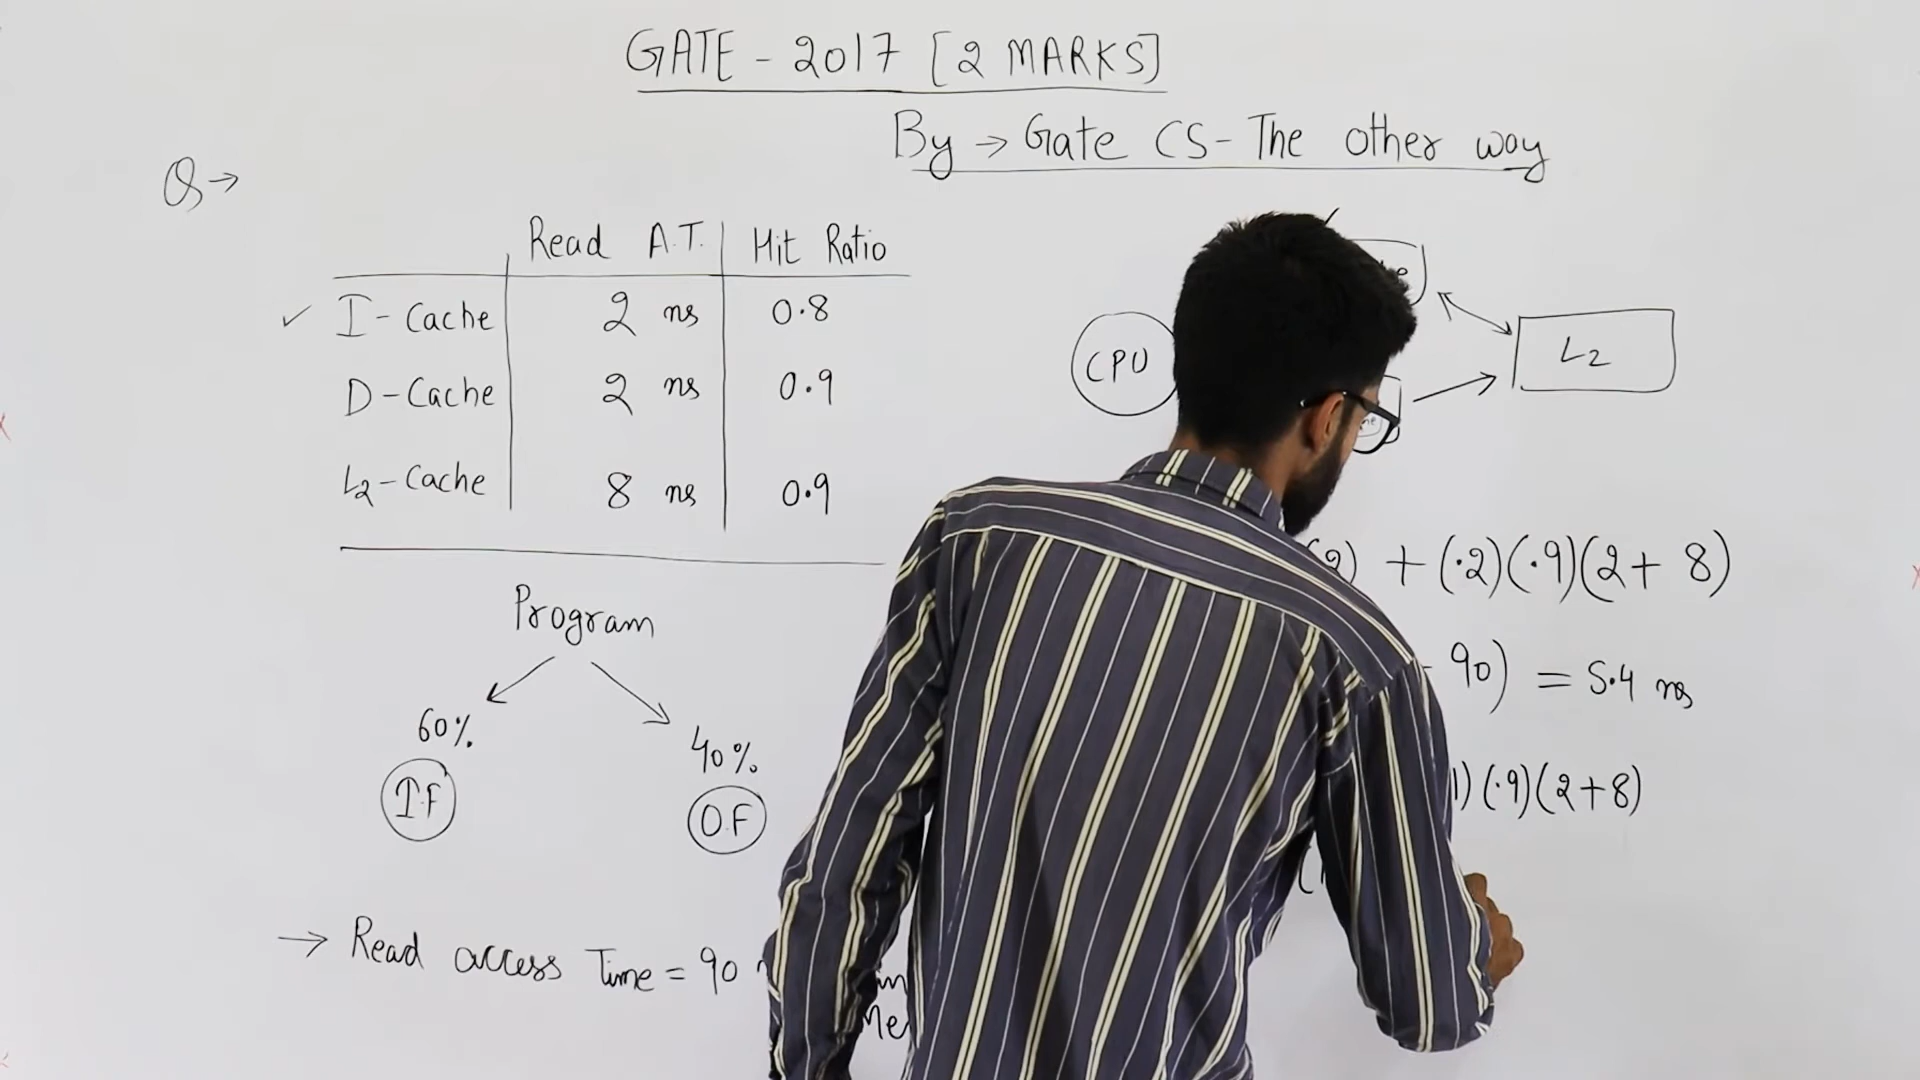 GATE - 2017 [2 MARKS]
By → Gate CS - The other way
Q →
Read A.T. Hit Ratio
✓ I - Cache 2 ns 0.8
D - Cache 2 ns 0.9
L2 - Cache 8 ns 0.9
Program
60% 40%
I.F O.F
→ Read access Time = 90
CPU
L2
2) + (.2)(.9)(2 + 8)
90) = 5.4 ns
1)(.9)(2+8)